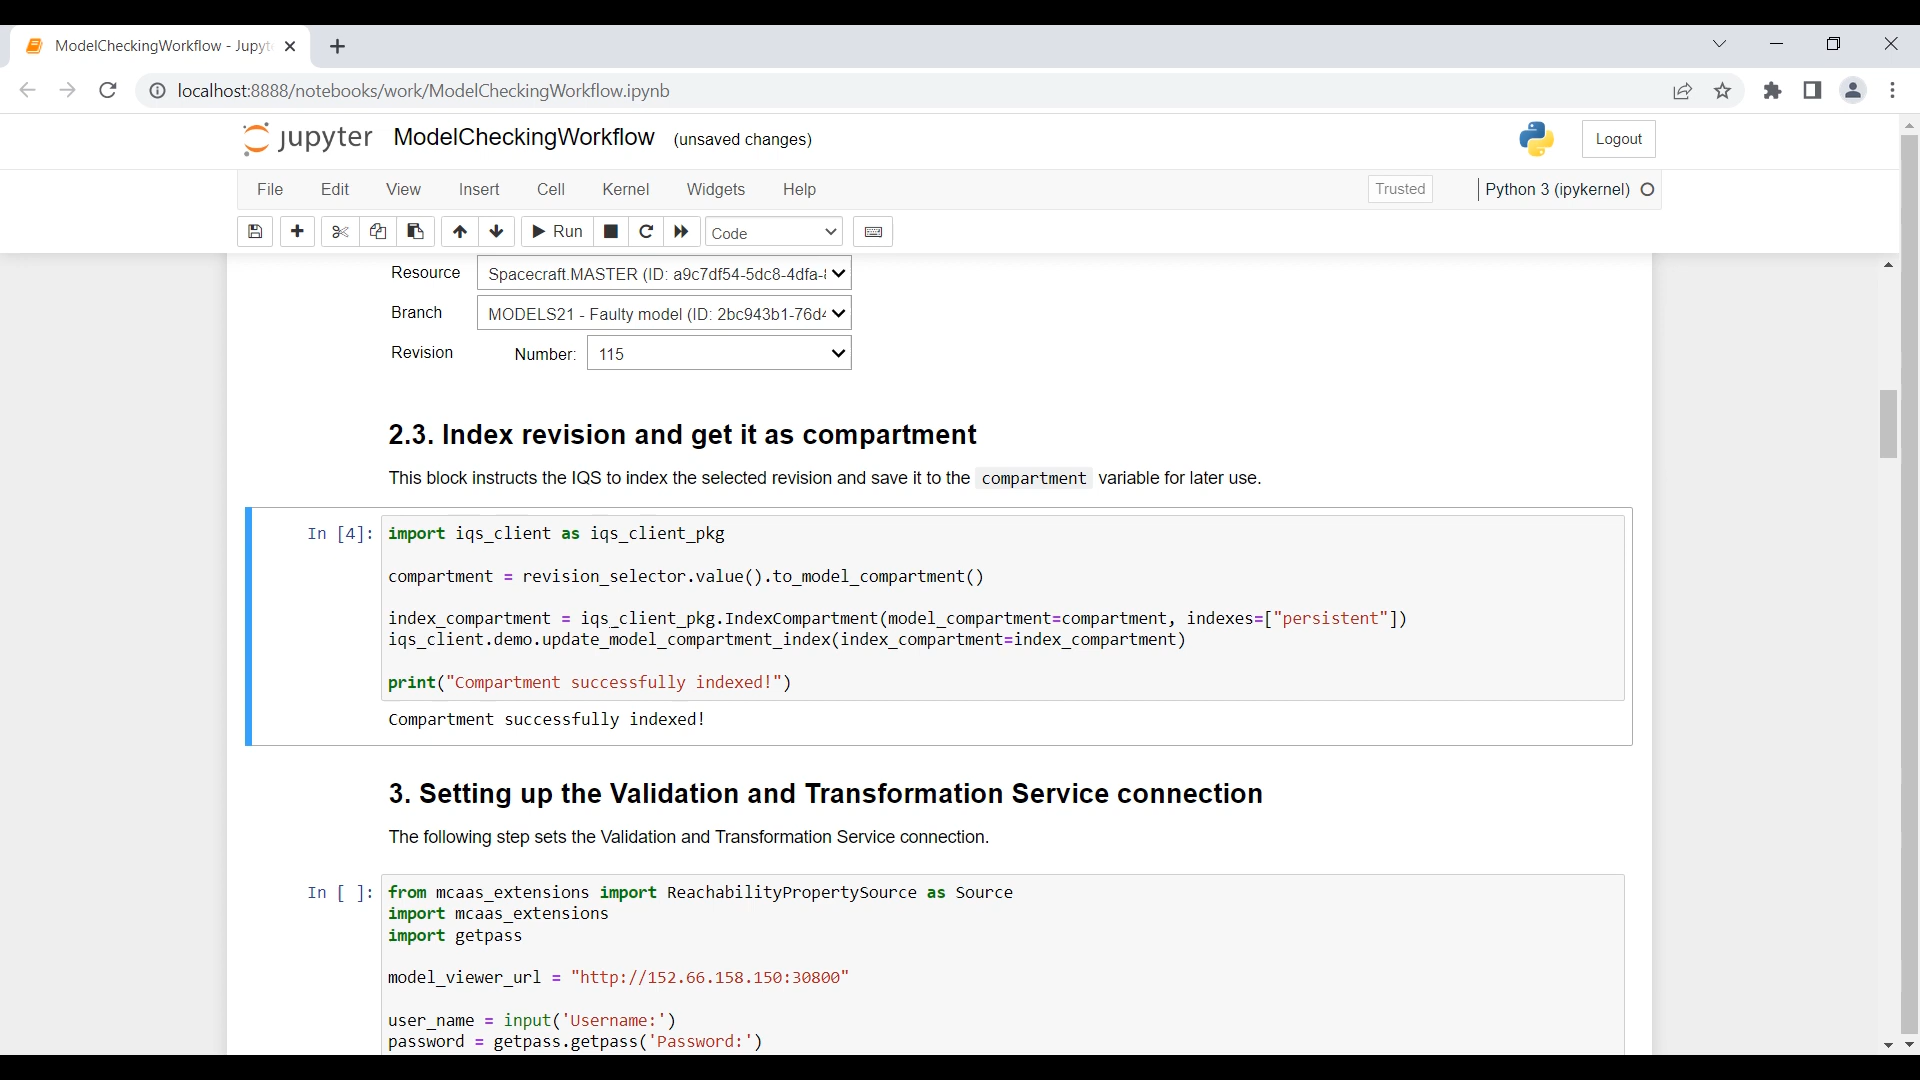 ModelCheckingWorkflow - Jupyt
localhost:8888/notebooks/work/ModelCheckingWorkflow.ipynb
jupyter ModelCheckingWorkflow (unsaved changes) Logout
File Edit View Insert Cell Kernel Widgets Help Trusted Python 3 (ipykernel)
Run Code
Resource Spacecraft.MASTER (ID: a9c7df54-5dc8-4dfa-
Branch MODELS21 - Faulty model (ID: 2bc943b1-76d4
Revision Number: 115
2.3. Index revision and get it as compartment
This block instructs the IQS to index the selected revision and save it to the compartment variable for later use.
In [4]: import iqs_client as iqs_client_pkg
compartment = revision_selector.value().to_model_compartment()
index_compartment = iqs_client_pkg.IndexCompartment(model_compartment=compartment, indexes=["persistent"])
iqs_client.demo.update_model_compartment_index(index_compartment=index_compartment)
print("Compartment successfully indexed!")
Compartment successfully indexed!
3. Setting up the Validation and Transformation Service connection
The following step sets the Validation and Transformation Service connection.
In [ ]: from mcaas_extensions import ReachabilityPropertySource as Source
import mcaas_extensions
import getpass
model_viewer_url = "http://152.66.158.150:30800"
user_name = input('Username:')
password = getpass.getpass('Password:')